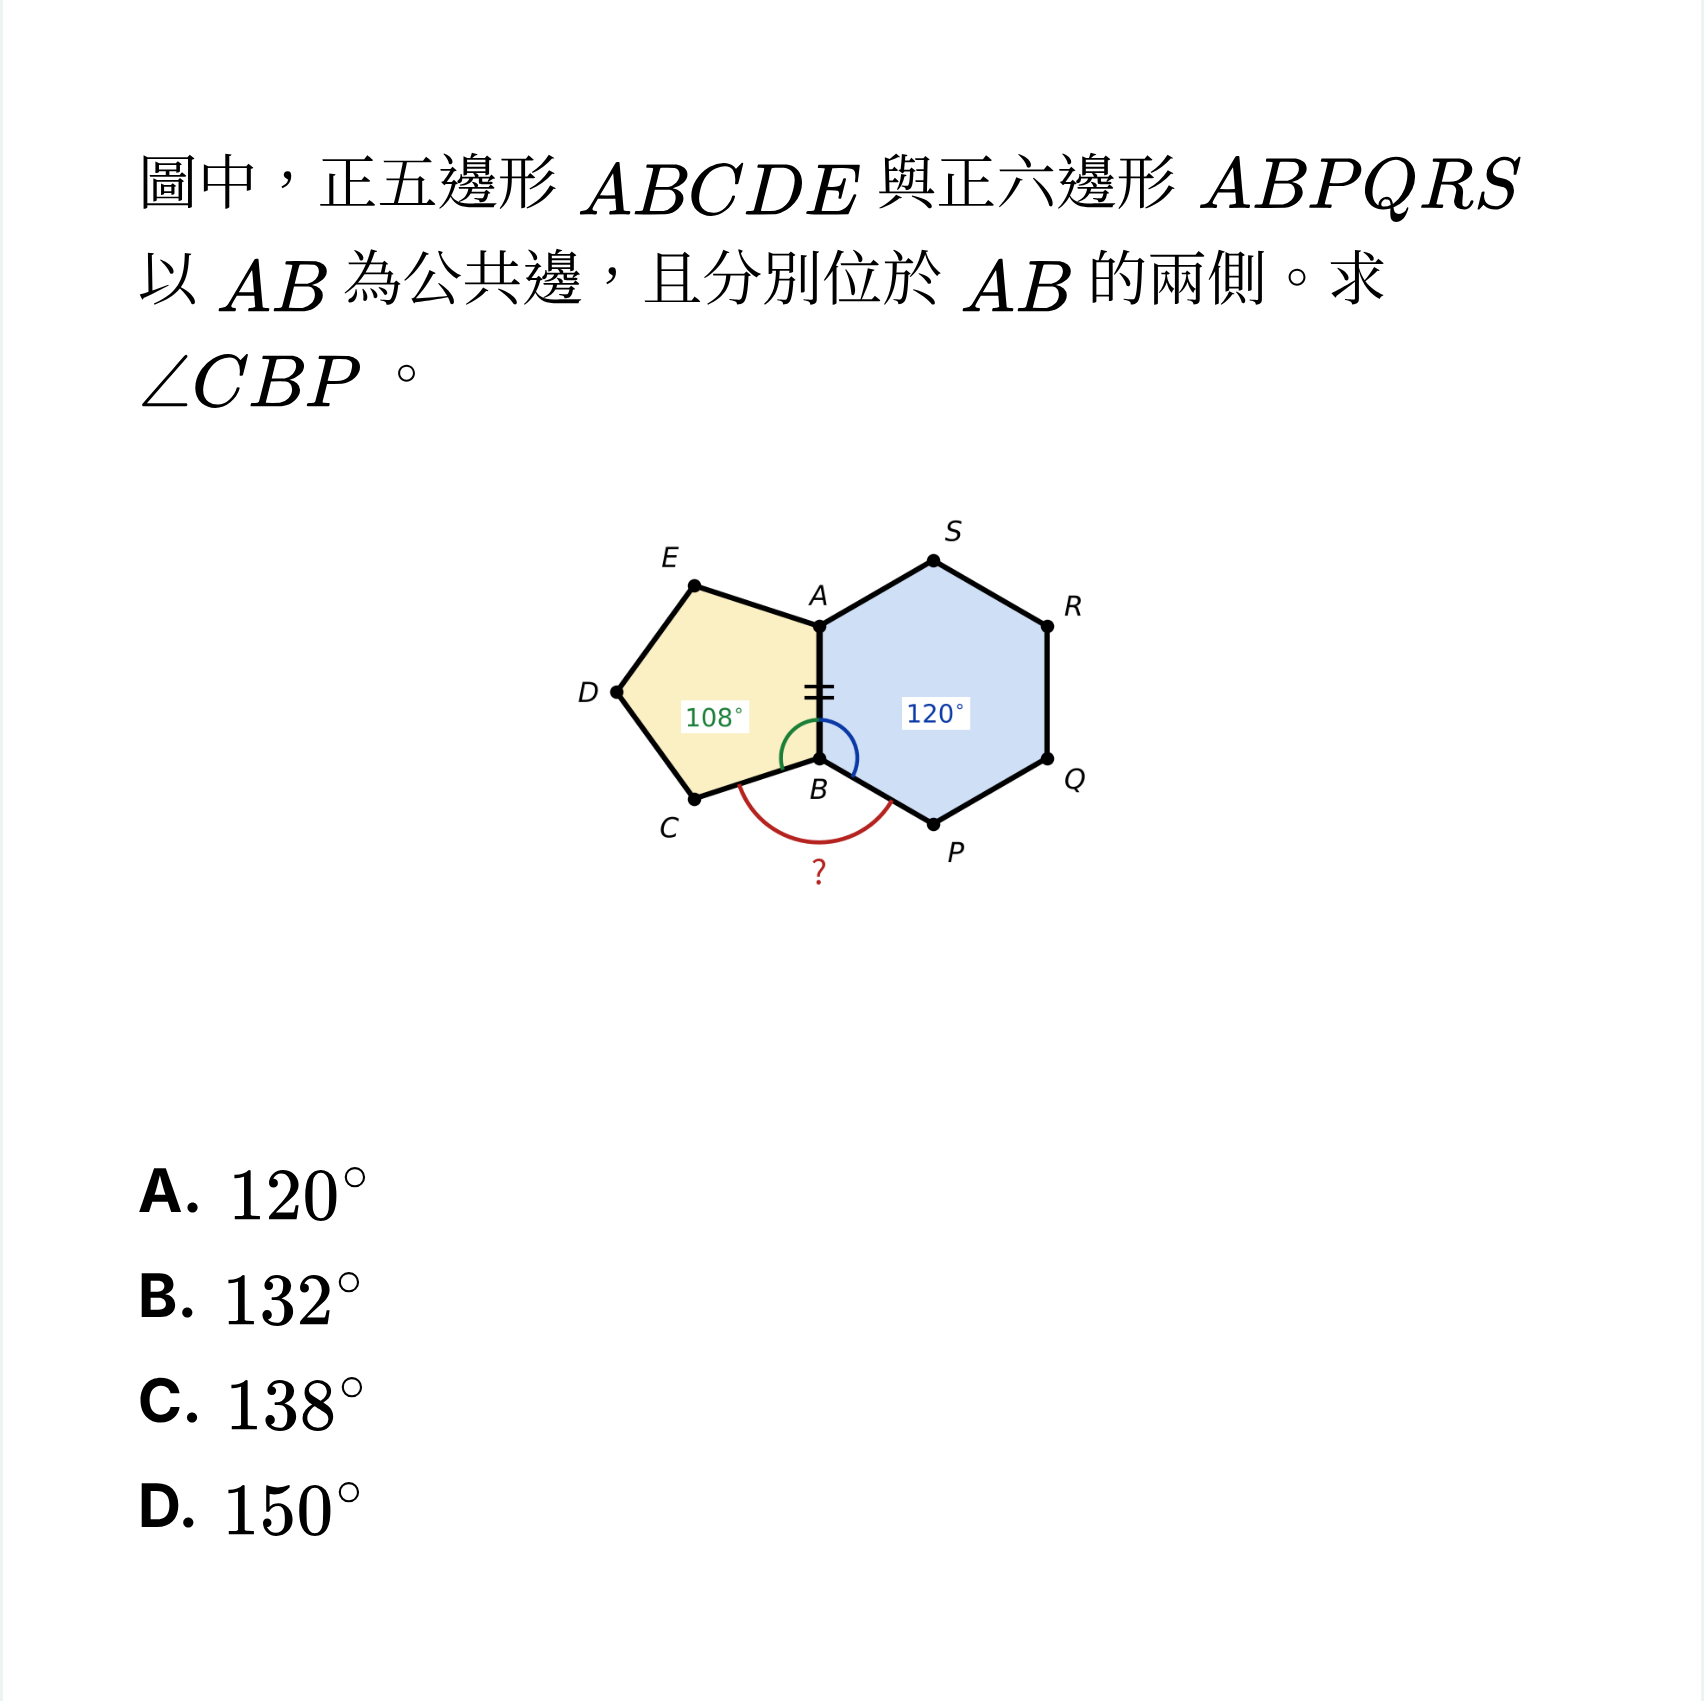 圖中，正五邊形 ABCDE 與正六邊形 ABPQRS
以 AB 為公共邊，且分別位於 AB 的兩側。求
∠CBP 。
S
E
A
R
D
108°
120°
B
Q
C
P
?
A. 120°
B. 132°
C. 138°
D. 150°